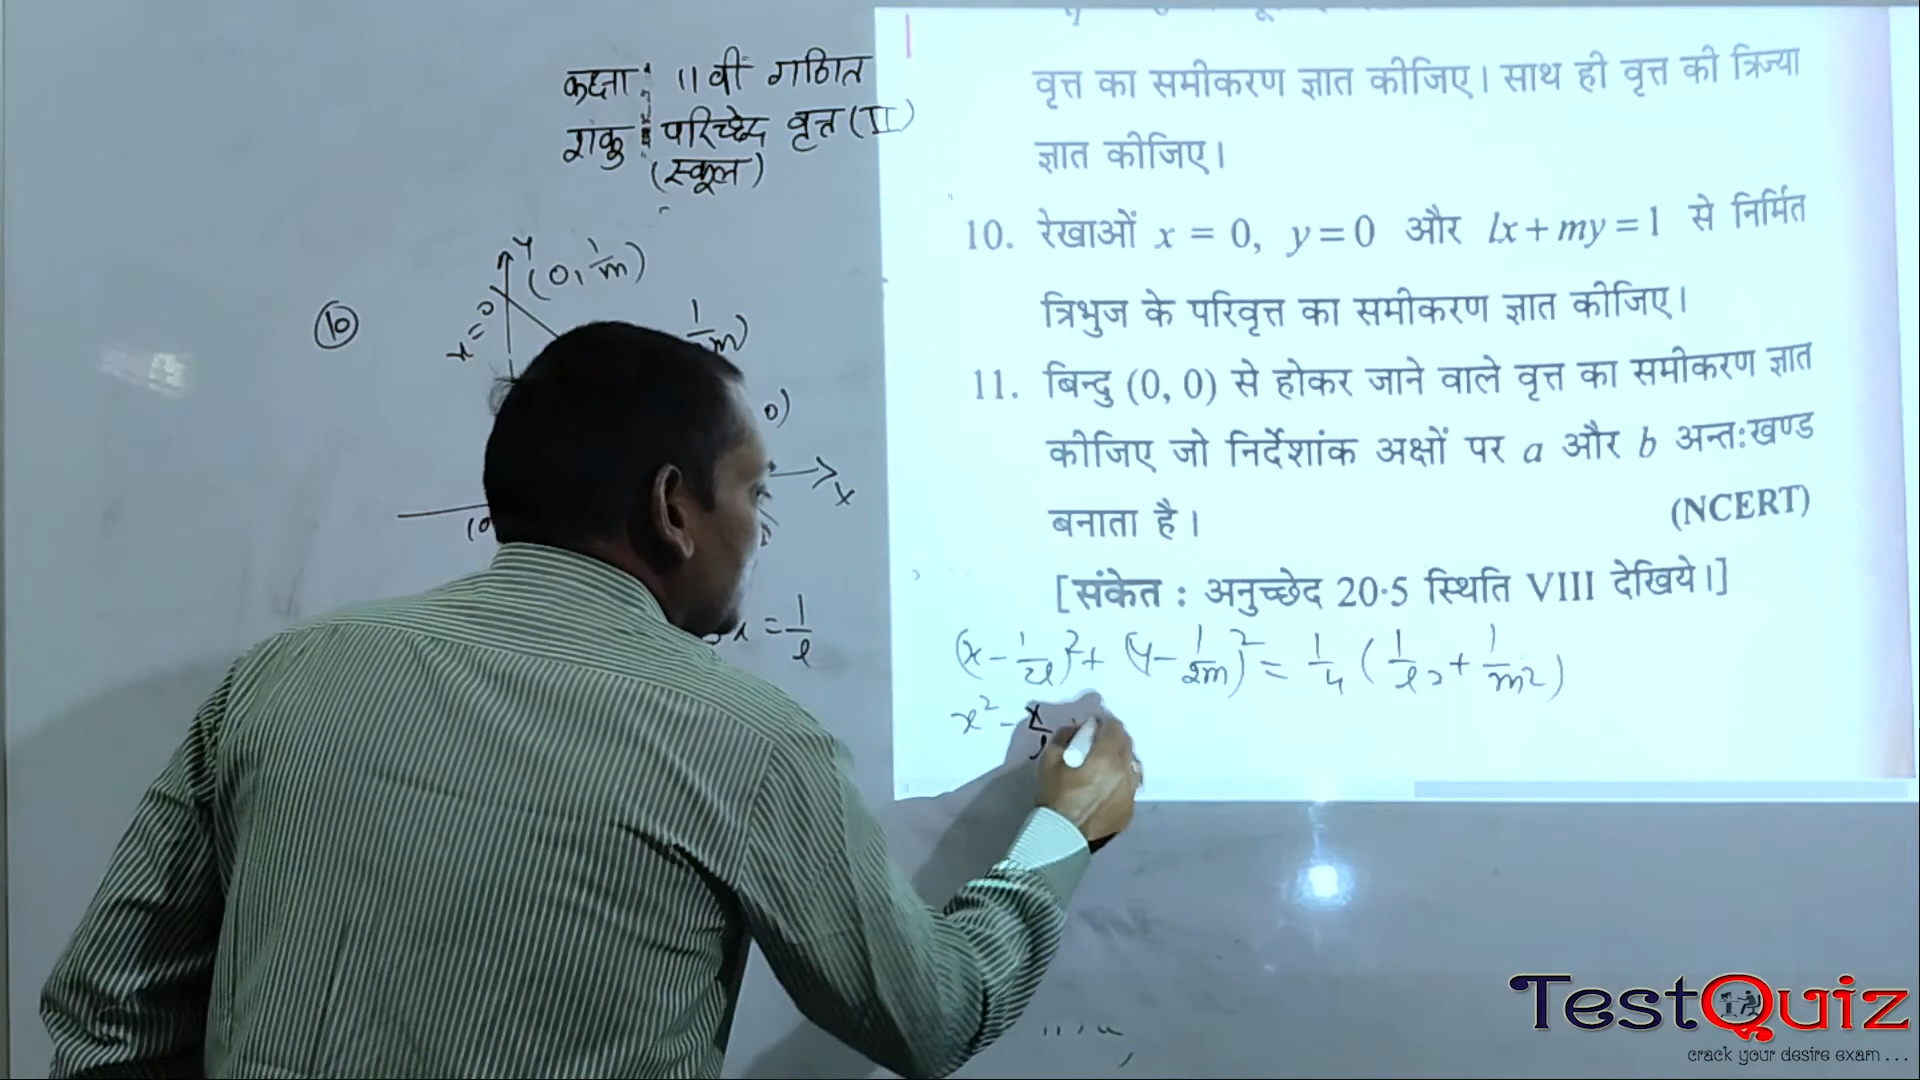 कक्षा : 11वीं गणित
शंकु : परिच्छेद वृत्त (II)
(स्कूल)
वृत्त का समीकरण ज्ञात कीजिए। साथ ही वृत्त की त्रिज्या
ज्ञात कीजिए।
10. रेखाओं x = 0, y = 0 और lx + my = 1 से निर्मित
त्रिभुज के परिवृत्त का समीकरण ज्ञात कीजिए।
11. बिन्दु (0, 0) से होकर जाने वाले वृत्त का समीकरण ज्ञात
कीजिए जो निर्देशांक अक्षों पर a और b अन्त:खण्ड
बनाता है। (NCERT)
[संकेत : अनुच्छेद 20·5 स्थिति VIII देखिये।]
(x - 1/2l)² + (y - 1/2m)² = 1/4 (1/l² + 1/m²)
x² - x/l
10
y
(0, 1/m)
x = 0
x
x = 1/l
TestQuiz
crack your desire exam ...